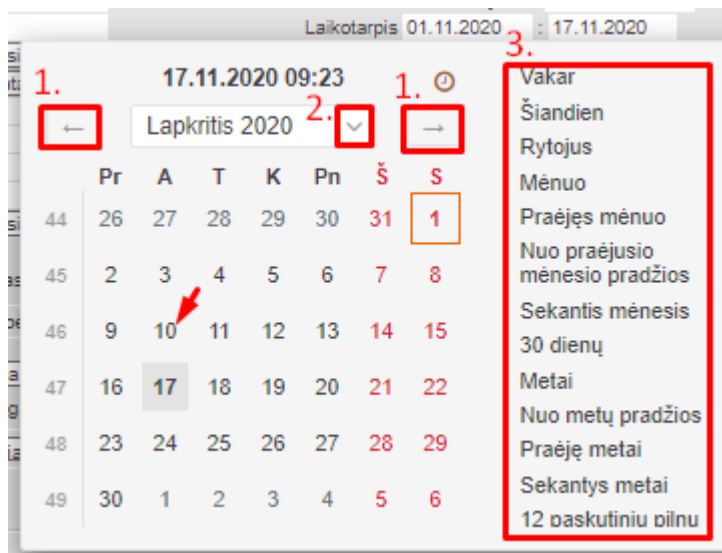 Laikotarpis 01.11.2020 : 17.11.2020
3.
1.
17.11.2020 09:23
1.
← Lapkritis 2020 2. →
Pr A T K Pn Š S
44 26 27 28 29 30 31 1
45 2 3 4 5 6 7 8
46 9 10 11 12 13 14 15
47 16 17 18 19 20 21 22
48 23 24 25 26 27 28 29
49 30 1 2 3 4 5 6
Vakar
Šiandien
Rytojus
Mėnuo
Praėjęs mėnuo
Nuo praėjusio
mėnesio pradžios
Sekantis mėnesis
30 dienų
Metai
Nuo metų pradžios
Praėję metai
Sekantys metai
12 paskutinių pilnų